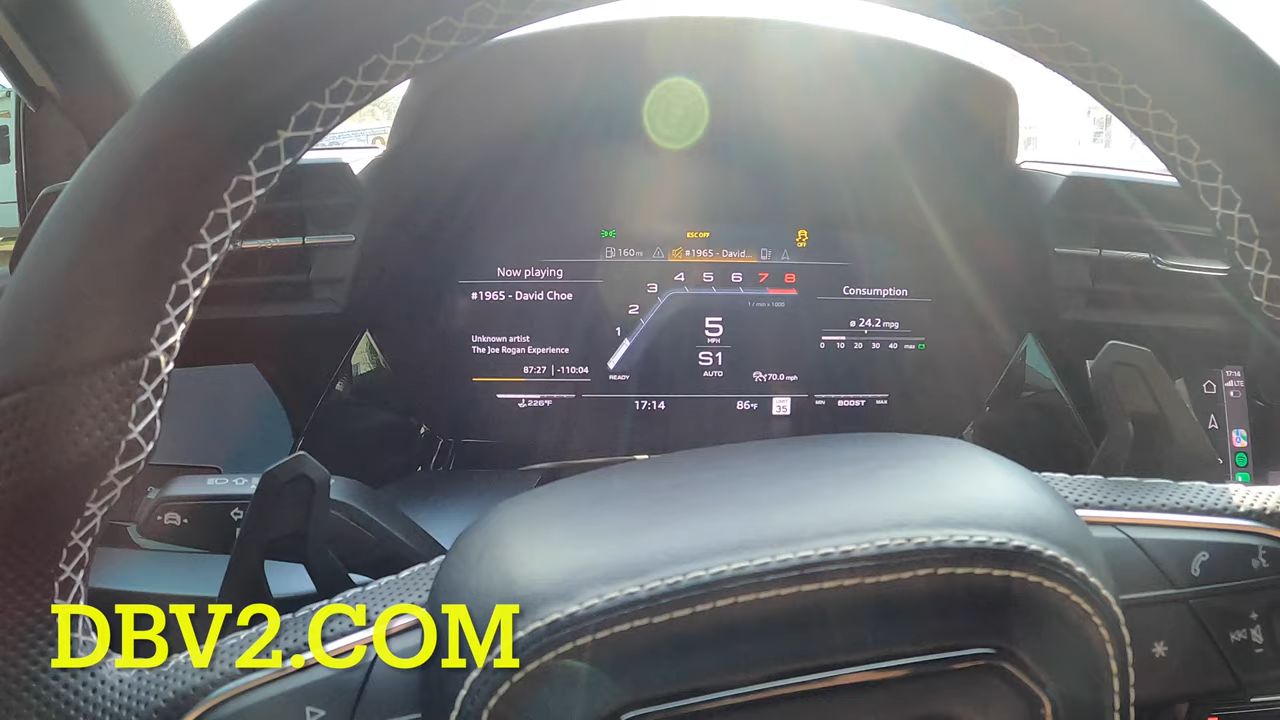 ESC OFF
OFF
160 mi
#1965 - David...
Now playing
#1965 - David Choe
Unknown artist
The Joe Rogan Experience
87:27 | -110:04
226°F
1
2
3
4
5
6
7
8
1 / min x 1000
5
MPH
S1
AUTO
READY
70.0 mph
17:14
86°F
LIMIT
35
Consumption
ø 24.2 mpg
0 10 20 30 40 max
MIN BOOST MAX
17:14
LTE
DBV2.COM